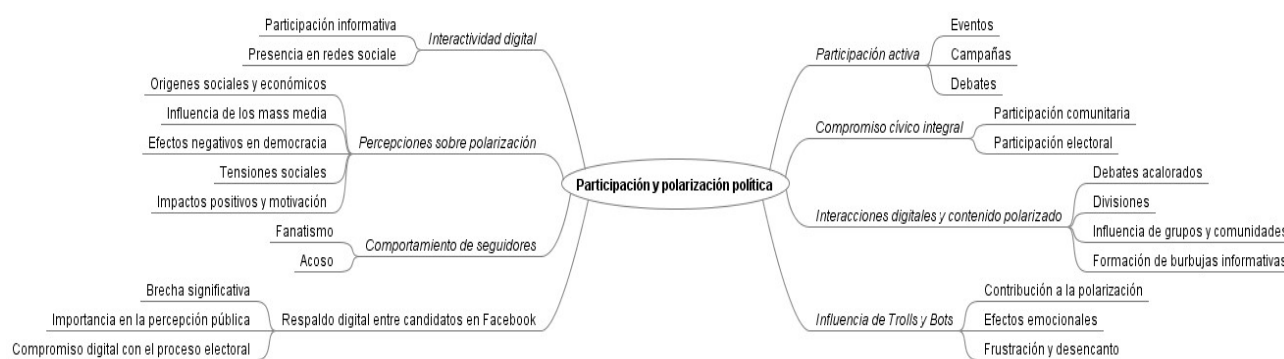 Participación y polarización política
Interactividad digital
Participación informativa
Presencia en redes sociale
Percepciones sobre polarización
Origenes sociales y económicos
Influencia de los mass media
Efectos negativos en democracia
Tensiones sociales
Impactos positivos y motivación
Comportamiento de seguidores
Fanatismo
Acoso
Respaldo digital entre candidatos en Facebook
Brecha significativa
Importancia en la percepción pública
Compromiso digital con el proceso electoral
Participación activa
Eventos
Campañas
Debates
Compromiso cívico integral
Participación comunitaria
Participación electoral
Interacciones digitales y contenido polarizado
Debates acalorados
Divisiones
Influencia de grupos y comunidades
Formación de burbujas informativas
Influencia de Trolls y Bots
Contribución a la polarización
Efectos emocionales
Frustración y desencanto